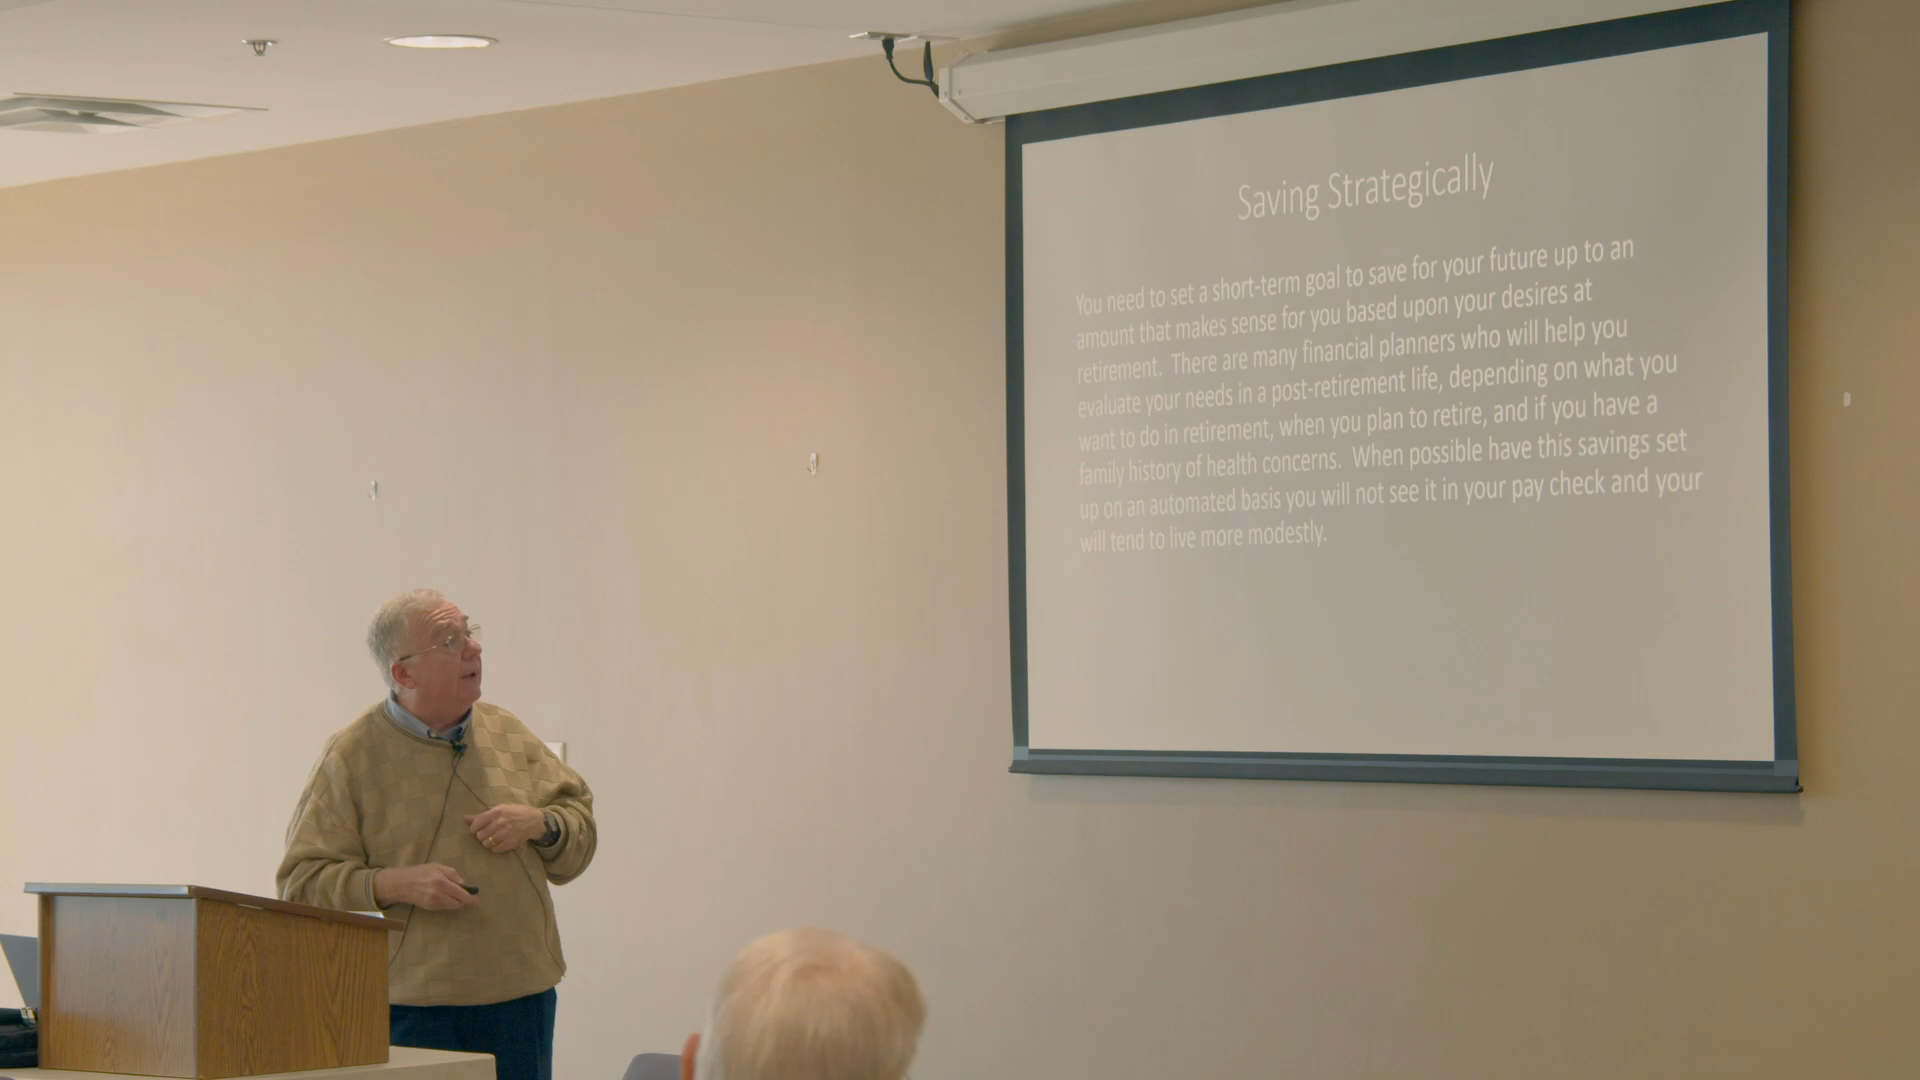 Saving Strategically
You need to set a short-term goal to save for your future up to an
amount that makes sense for you based upon your desires at
retirement. There are many financial planners who will help you
evaluate your needs in a post-retirement life, depending on what you
want to do in retirement, when you plan to retire, and if you have a
family history of health concerns. When possible have this savings set
up on an automated basis you will not see it in your pay check and your
will tend to live more modestly.